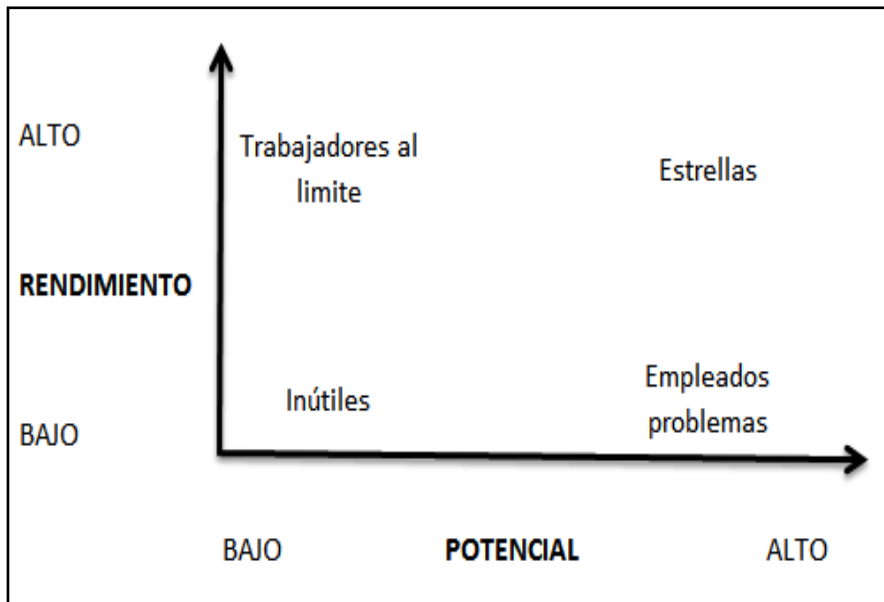 ALTO
Trabajadores al
limite
Estrellas
RENDIMIENTO
Inútiles
Empleados
problemas
BAJO
BAJO
POTENCIAL
ALTO